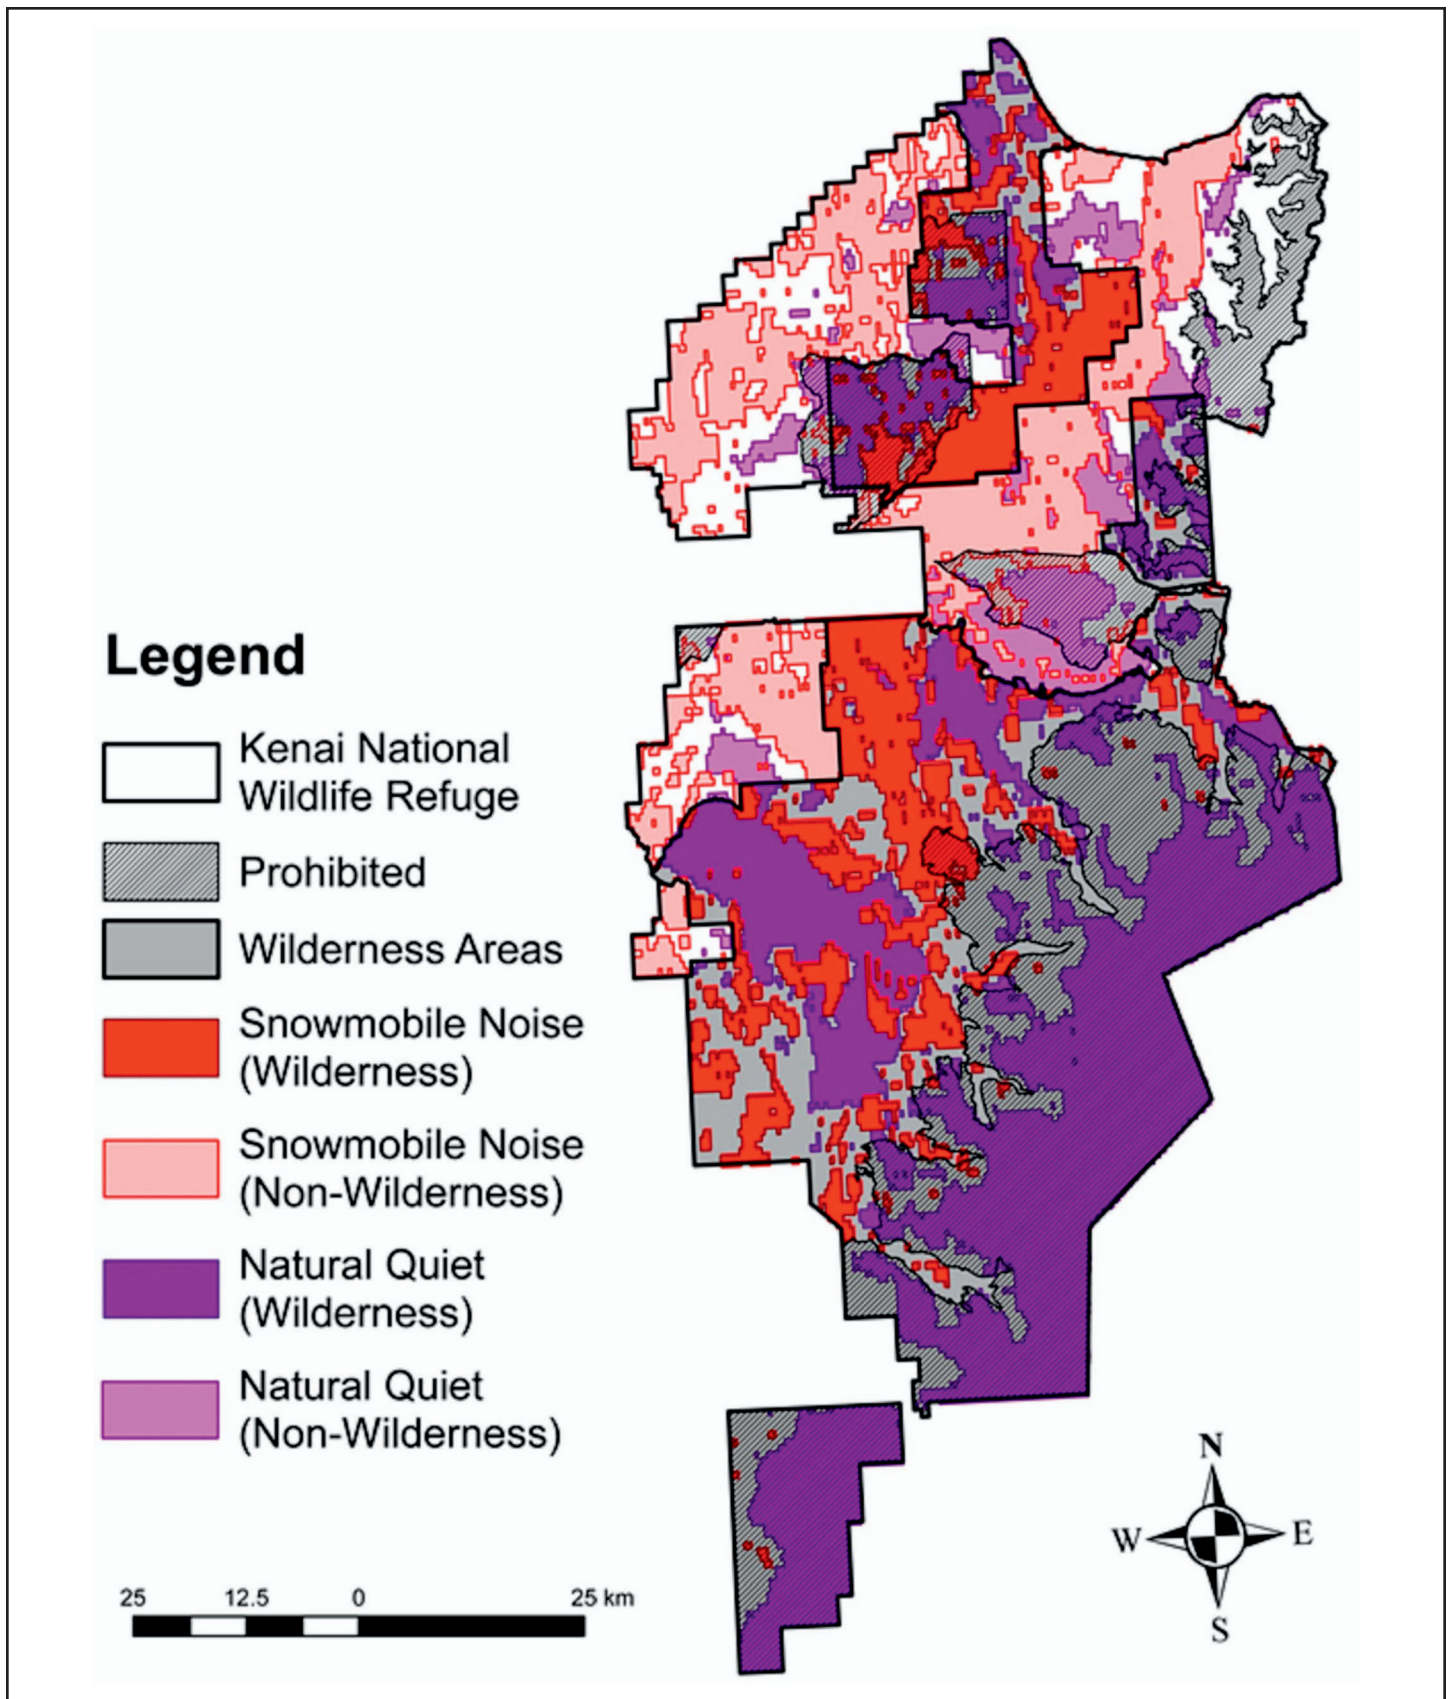 Legend
Kenai National
Wildlife Refuge
Prohibited
Wilderness Areas
Snowmobile Noise
(Wilderness)
Snowmobile Noise
(Non-Wilderness)
Natural Quiet
(Wilderness)
Natural Quiet
(Non-Wilderness)
25 12.5 0 25 km
N
W E
S